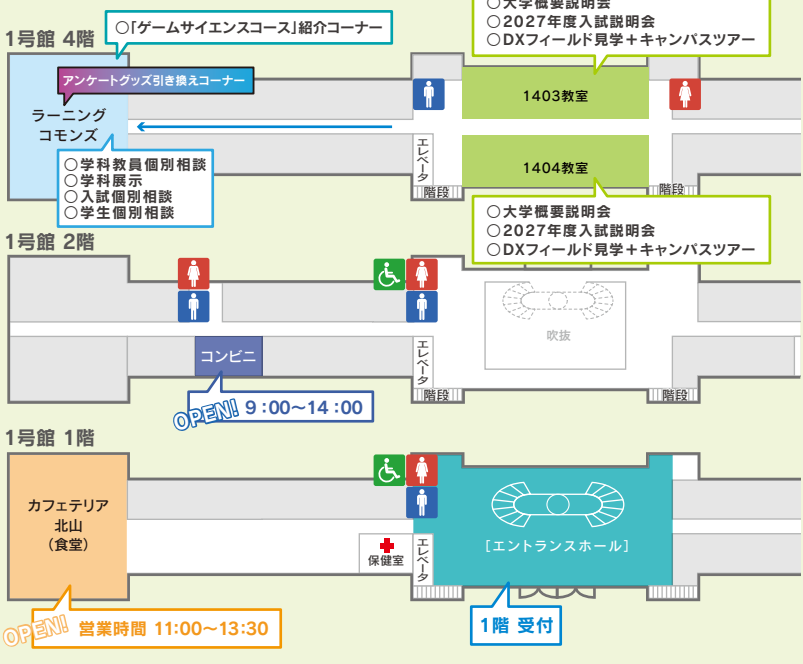 ○大学概要説明会
○2027年度入試説明会
○DXフィールド見学+キャンパスツアー
○「ゲームサイエンスコース」紹介コーナー
1号館 4階
アンケートグッズ引き換えコーナー
ラーニング
コモンズ
1403教室
エレベータ
1404教室
○学科教員個別相談
○学科展示
○入試個別相談
○学生個別相談
階段
階段
○大学概要説明会
○2027年度入試説明会
○DXフィールド見学+キャンパスツアー
1号館 2階
吹抜
コンビニ
エレベータ
階段
階段
OPEN! 9:00〜14:00
1号館 1階
カフェテリア
北山
(食堂)
保健室
エレベータ
[エントランスホール]
OPEN! 営業時間 11:00〜13:30
1階 受付